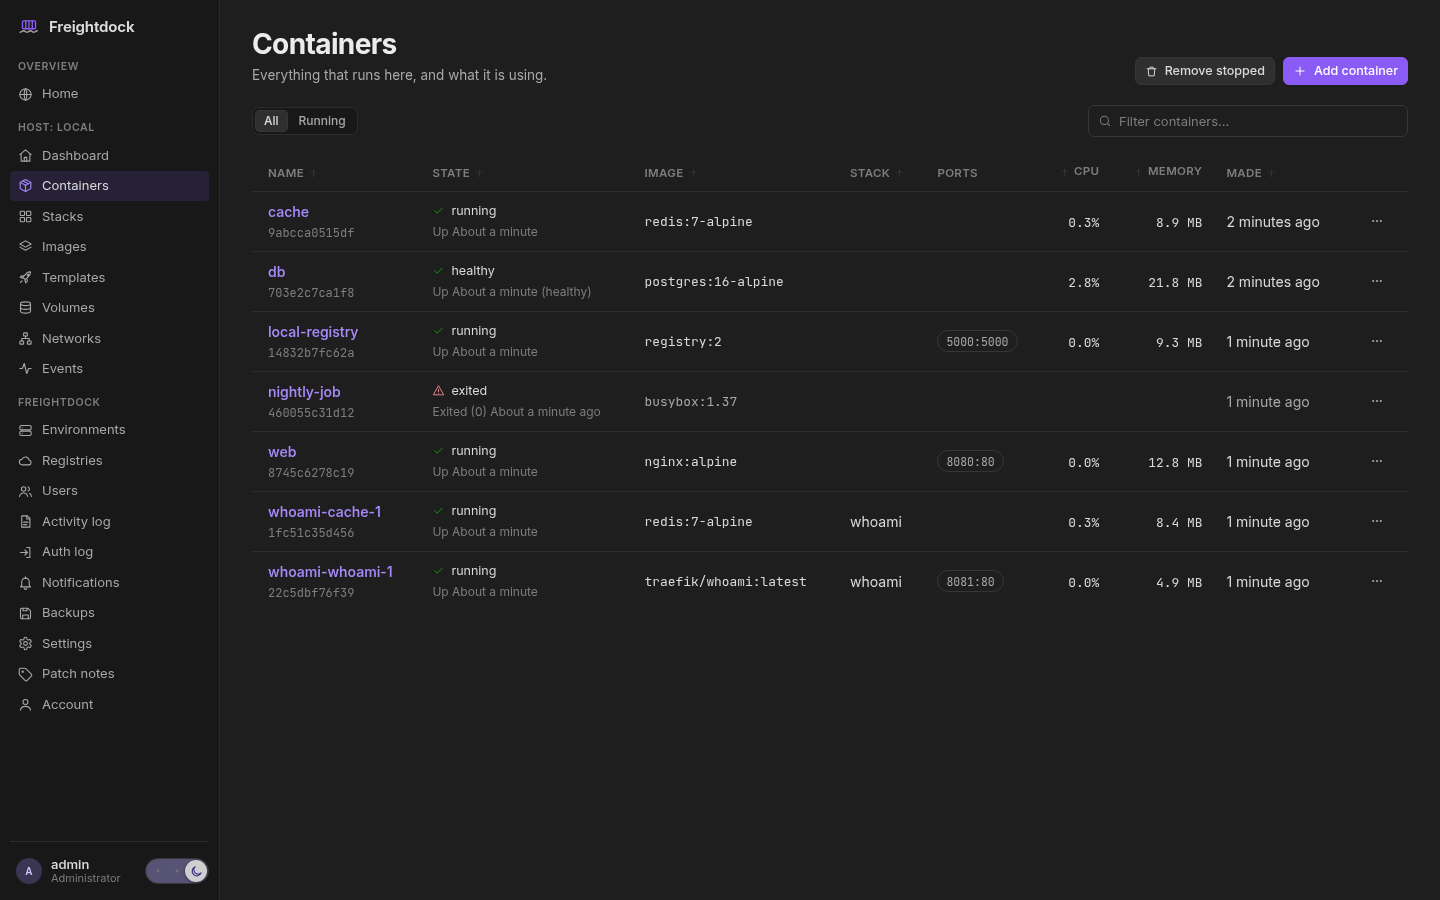 Freightdock
OVERVIEW
Home
HOST: LOCAL
Dashboard
Containers
Stacks
Images
Templates
Volumes
Networks
Events
FREIGHTDOCK
Environments
Registries
Users
Activity log
Auth log
Notifications
Backups
Settings
Patch notes
Account
A
admin
Administrator
Containers
Everything that runs here, and what it is using.
Remove stopped
Add container
All Running
Filter containers...
NAME ↑ STATE ↑ IMAGE ↑ STACK ↑ PORTS ↑ CPU ↑ MEMORY MADE ↑
cache running redis:7-alpine 0.3% 8.9 MB 2 minutes ago ...
9abcca0515df Up About a minute
db healthy postgres:16-alpine 2.8% 21.8 MB 2 minutes ago ...
703e2c7ca1f8 Up About a minute (healthy)
local-registry running registry:2 5000:5000 0.0% 9.3 MB 1 minute ago ...
14832b7fc62a Up About a minute
nightly-job exited busybox:1.37 1 minute ago ...
460055c31d12 Exited (0) About a minute ago
web running nginx:alpine 8080:80 0.0% 12.8 MB 1 minute ago ...
8745c6278c19 Up About a minute
whoami-cache-1 running redis:7-alpine whoami 0.3% 8.4 MB 1 minute ago ...
1fc51c35d456 Up About a minute
whoami-whoami-1 running traefik/whoami:latest whoami 8081:80 0.0% 4.9 MB 1 minute ago ...
22c5dbf76f39 Up About a minute